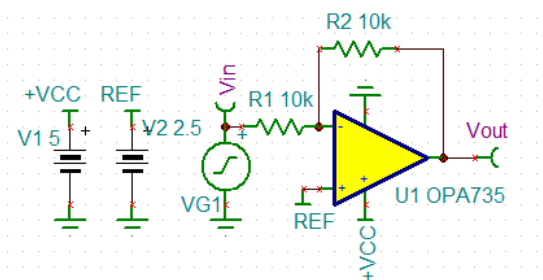 R2 10k
+VCC
REF
Vin
R1 10k
V1 5
V2 2.5
Vout
VG1
REF
U1 OPA735
+VCC